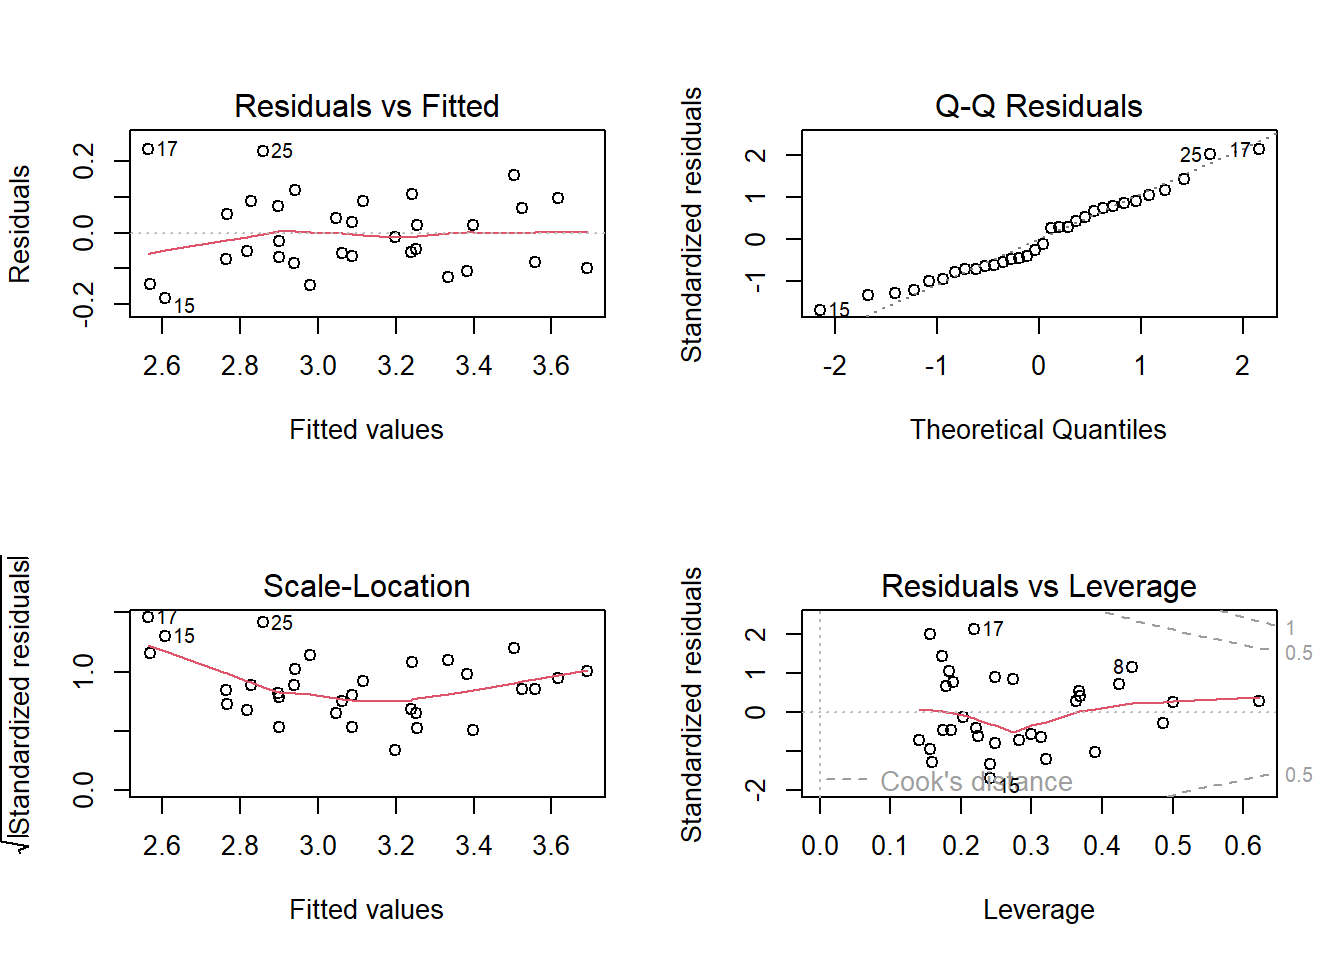 Residuals vs Fitted
Residuals
0.2
0.0
-0.2
17
25
15
2.6 2.8 3.0 3.2 3.4 3.6
Fitted values
Q-Q Residuals
Standardized residuals
2
1
0
-1
25
17
15
-2 -1 0 1 2
Theoretical Quantiles
Scale-Location
√|Standardized residuals|
1.0
0.0
17
15
25
2.6 2.8 3.0 3.2 3.4 3.6
Fitted values
Residuals vs Leverage
Standardized residuals
2
1
0
-2
17
8
15
1
0.5
0.5
Cook's distance
0.0 0.1 0.2 0.3 0.4 0.5 0.6
Leverage